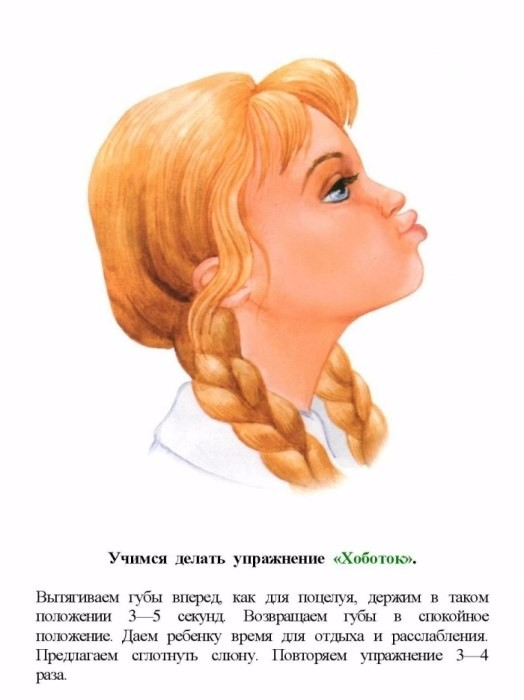 Учимся делать упражнение «Хоботок».
Вытягиваем губы вперед, как для поцелуя, держим в таком
положении 3—5 секунд. Возвращаем губы в спокойное
положение. Даем ребенку время для отдыха и расслабления.
Предлагаем сглотнуть слюну. Повторяем упражнение 3—4
раза.